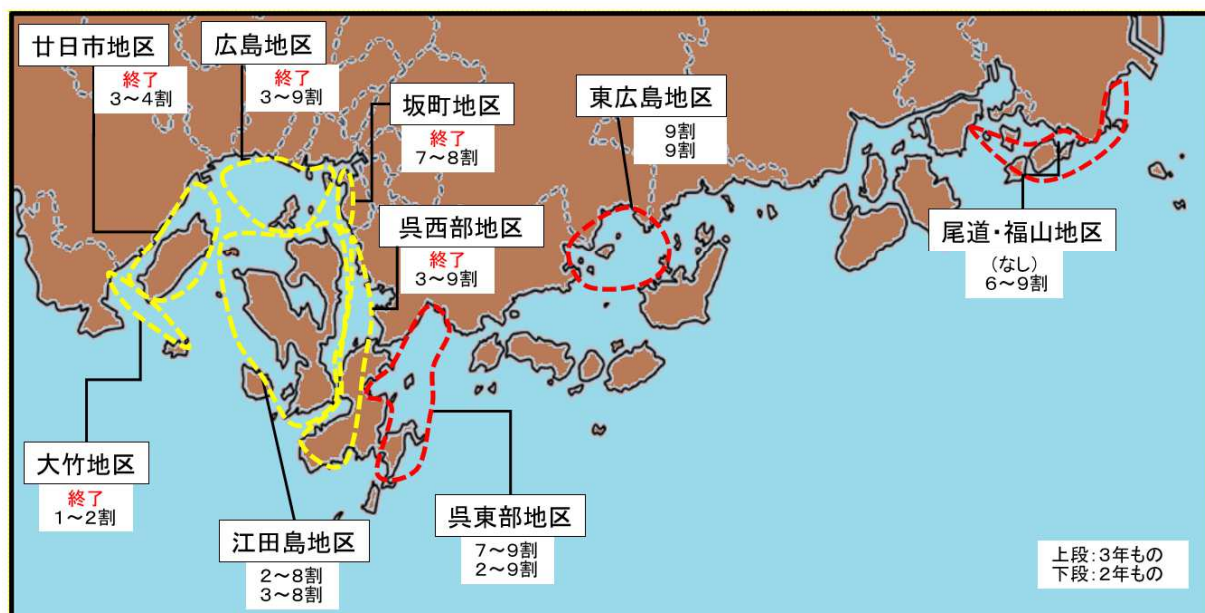 廿日市地区
終了
3～4割
広島地区
終了
3～9割
坂町地区
終了
7～8割
呉西部地区
終了
3～9割
東広島地区
9割
9割
尾道・福山地区
(なし)
6～9割
大竹地区
終了
1～2割
江田島地区
2～8割
3～8割
呉東部地区
7～9割
2～9割
上段:3年もの
下段:2年もの